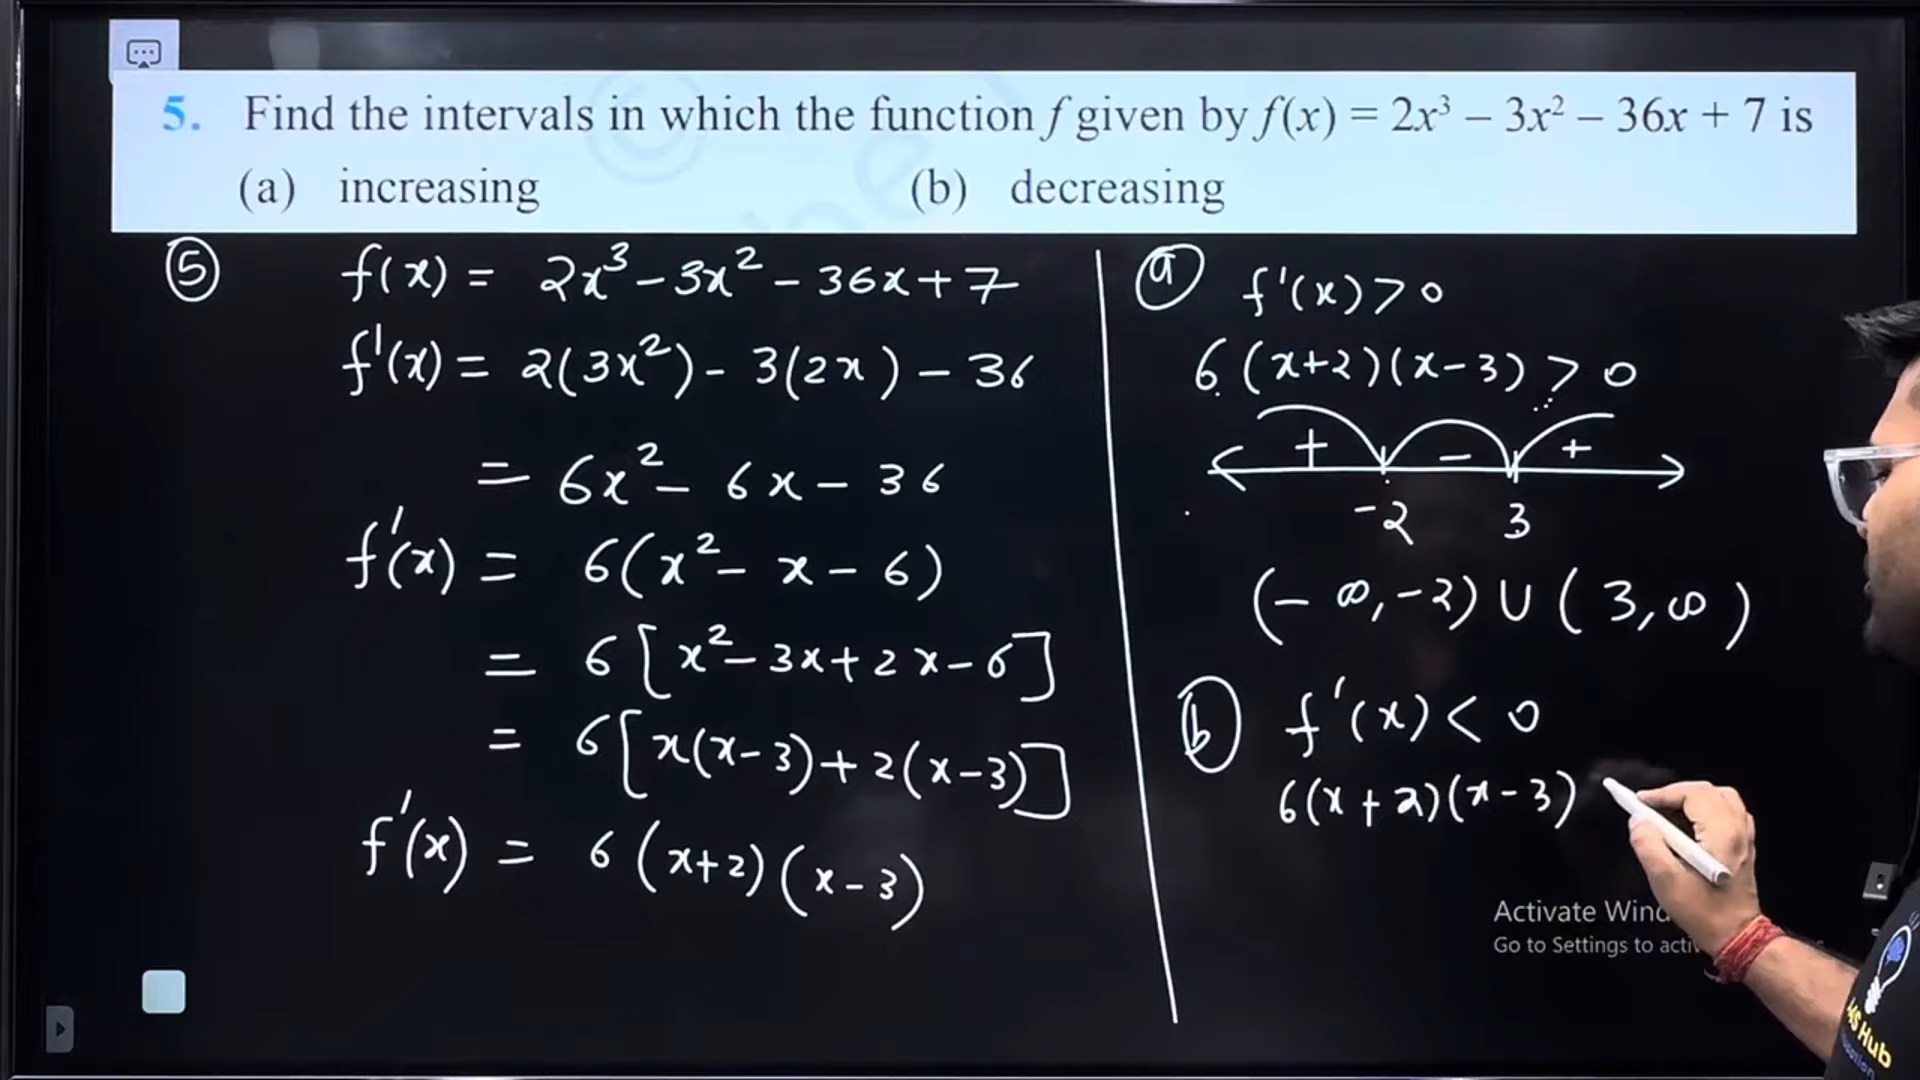 5. Find the intervals in which the function f given by f(x) = 2x³ – 3x² – 36x + 7 is
(a) increasing (b) decreasing
5 f(x) = 2x³ - 3x² - 36x + 7
f'(x) = 2(3x²) - 3(2x) - 36
= 6x² - 6x - 36
f'(x) = 6(x² - x - 6)
= 6[x² - 3x + 2x - 6]
= 6[x(x-3) + 2(x-3)]
f'(x) = 6(x+2)(x-3)
a f'(x) > 0
6(x+2)(x-3) > 0
+ - +
-2 3
(-∞, -2) ∪ (3, ∞)
b f'(x) < 0
6(x+2)(x-3)
Activate
Go to Settings to
Hub